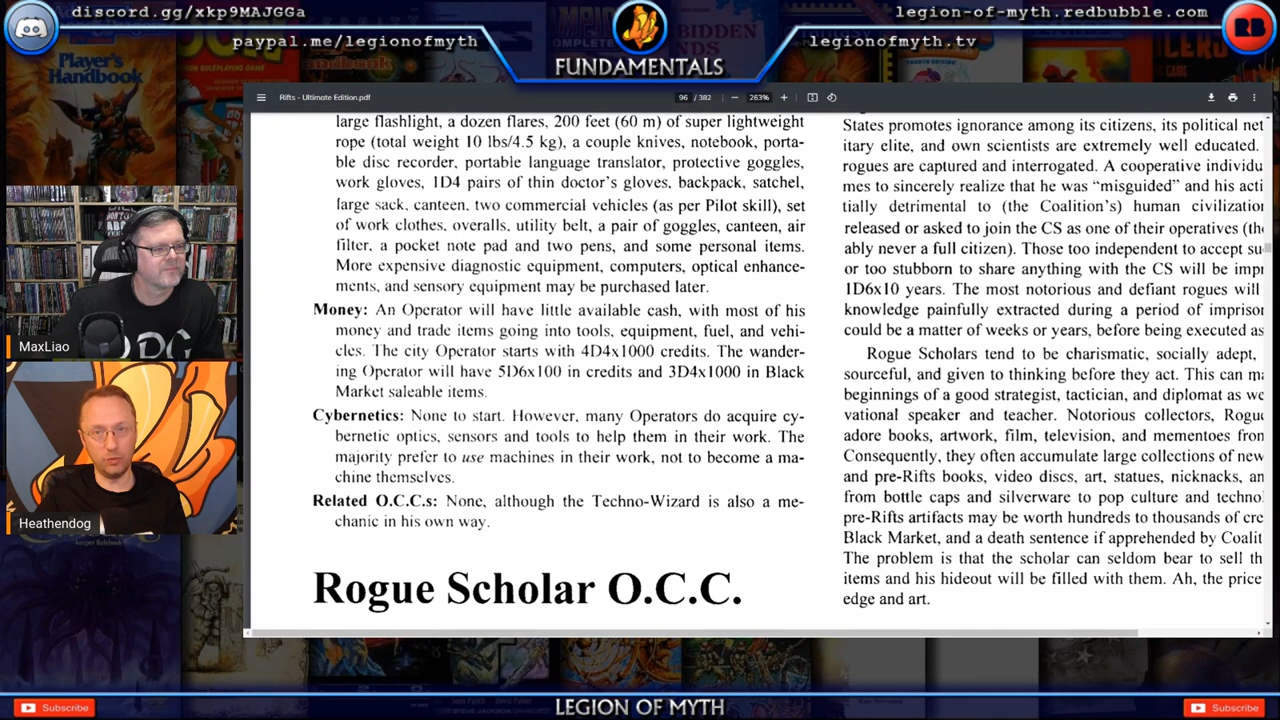 discord.gg/xkp9MAJGGa
paypal.me/legionofmyth
FUNDAMENTALS
legion-of-myth.redbubble.com
legionofmyth.tv
RB
Player's
Handbook
Rifts - Ultimate Edition.pdf
96 / 382
263%
large flashlight, a dozen flares, 200 feet (60 m) of super lightweight
rope (total weight 10 lbs/4.5 kg), a couple knives, notebook, porta-
ble disc recorder, portable language translator, protective goggles,
work gloves, 1D4 pairs of thin doctor's gloves, backpack, satchel,
large sack, canteen, two commercial vehicles (as per Pilot skill), set
of work clothes, overalls, utility belt, a pair of goggles, canteen, air
filter, a pocket note pad and two pens, and some personal items.
More expensive diagnostic equipment, computers, optical enhance-
ments, and sensory equipment may be purchased later.
Money: An Operator will have little available cash, with most of his
money and trade items going into tools, equipment, fuel, and vehi-
cles. The city Operator starts with 4D4x1000 credits. The wander-
ing Operator will have 5D6x100 in credits and 3D4x1000 in Black
Market saleable items.
Cybernetics: None to start. However, many Operators do acquire cy-
bernetic optics, sensors and tools to help them in their work. The
majority prefer to use machines in their work, not to become a ma-
chine themselves.
Related O.C.C.s: None, although the Techno-Wizard is also a me-
chanic in his own way.
Rogue Scholar O.C.C.
States promotes ignorance among its citizens, its political net
itary elite, and own scientists are extremely well educated.
rogues are captured and interrogated. A cooperative individu
mes to sincerely realize that he was "misguided" and his acti
tially detrimental to (the Coalition's) human civilization
released or asked to join the CS as one of their operatives (th
ably never a full citizen). Those too independent to accept su
or too stubborn to share anything with the CS will be impr
1D6x10 years. The most notorious and defiant rogues will
knowledge painfully extracted during a period of imprison
could be a matter of weeks or years, before being executed as
Rogue Scholars tend to be charismatic, socially adept,
sourceful, and given to thinking before they act. This can ma
beginnings of a good strategist, tactician, and diplomat as we
vational speaker and teacher. Notorious collectors, Rogue
adore books, artwork, film, television, and mementoes from
Consequently, they often accumulate large collections of new
and pre-Rifts books, video discs, art, statues, nicknacks, an
from bottle caps and silverware to pop culture and techno
pre-Rifts artifacts may be worth hundreds to thousands of cre
Black Market, and a death sentence if apprehended by Coalit
The problem is that the scholar can seldom bear to sell th
items and his hideout will be filled with them. Ah, the price
edge and art.
MaxLiao
Heathendog
Subscribe
LEGION OF MYTH
Subscribe